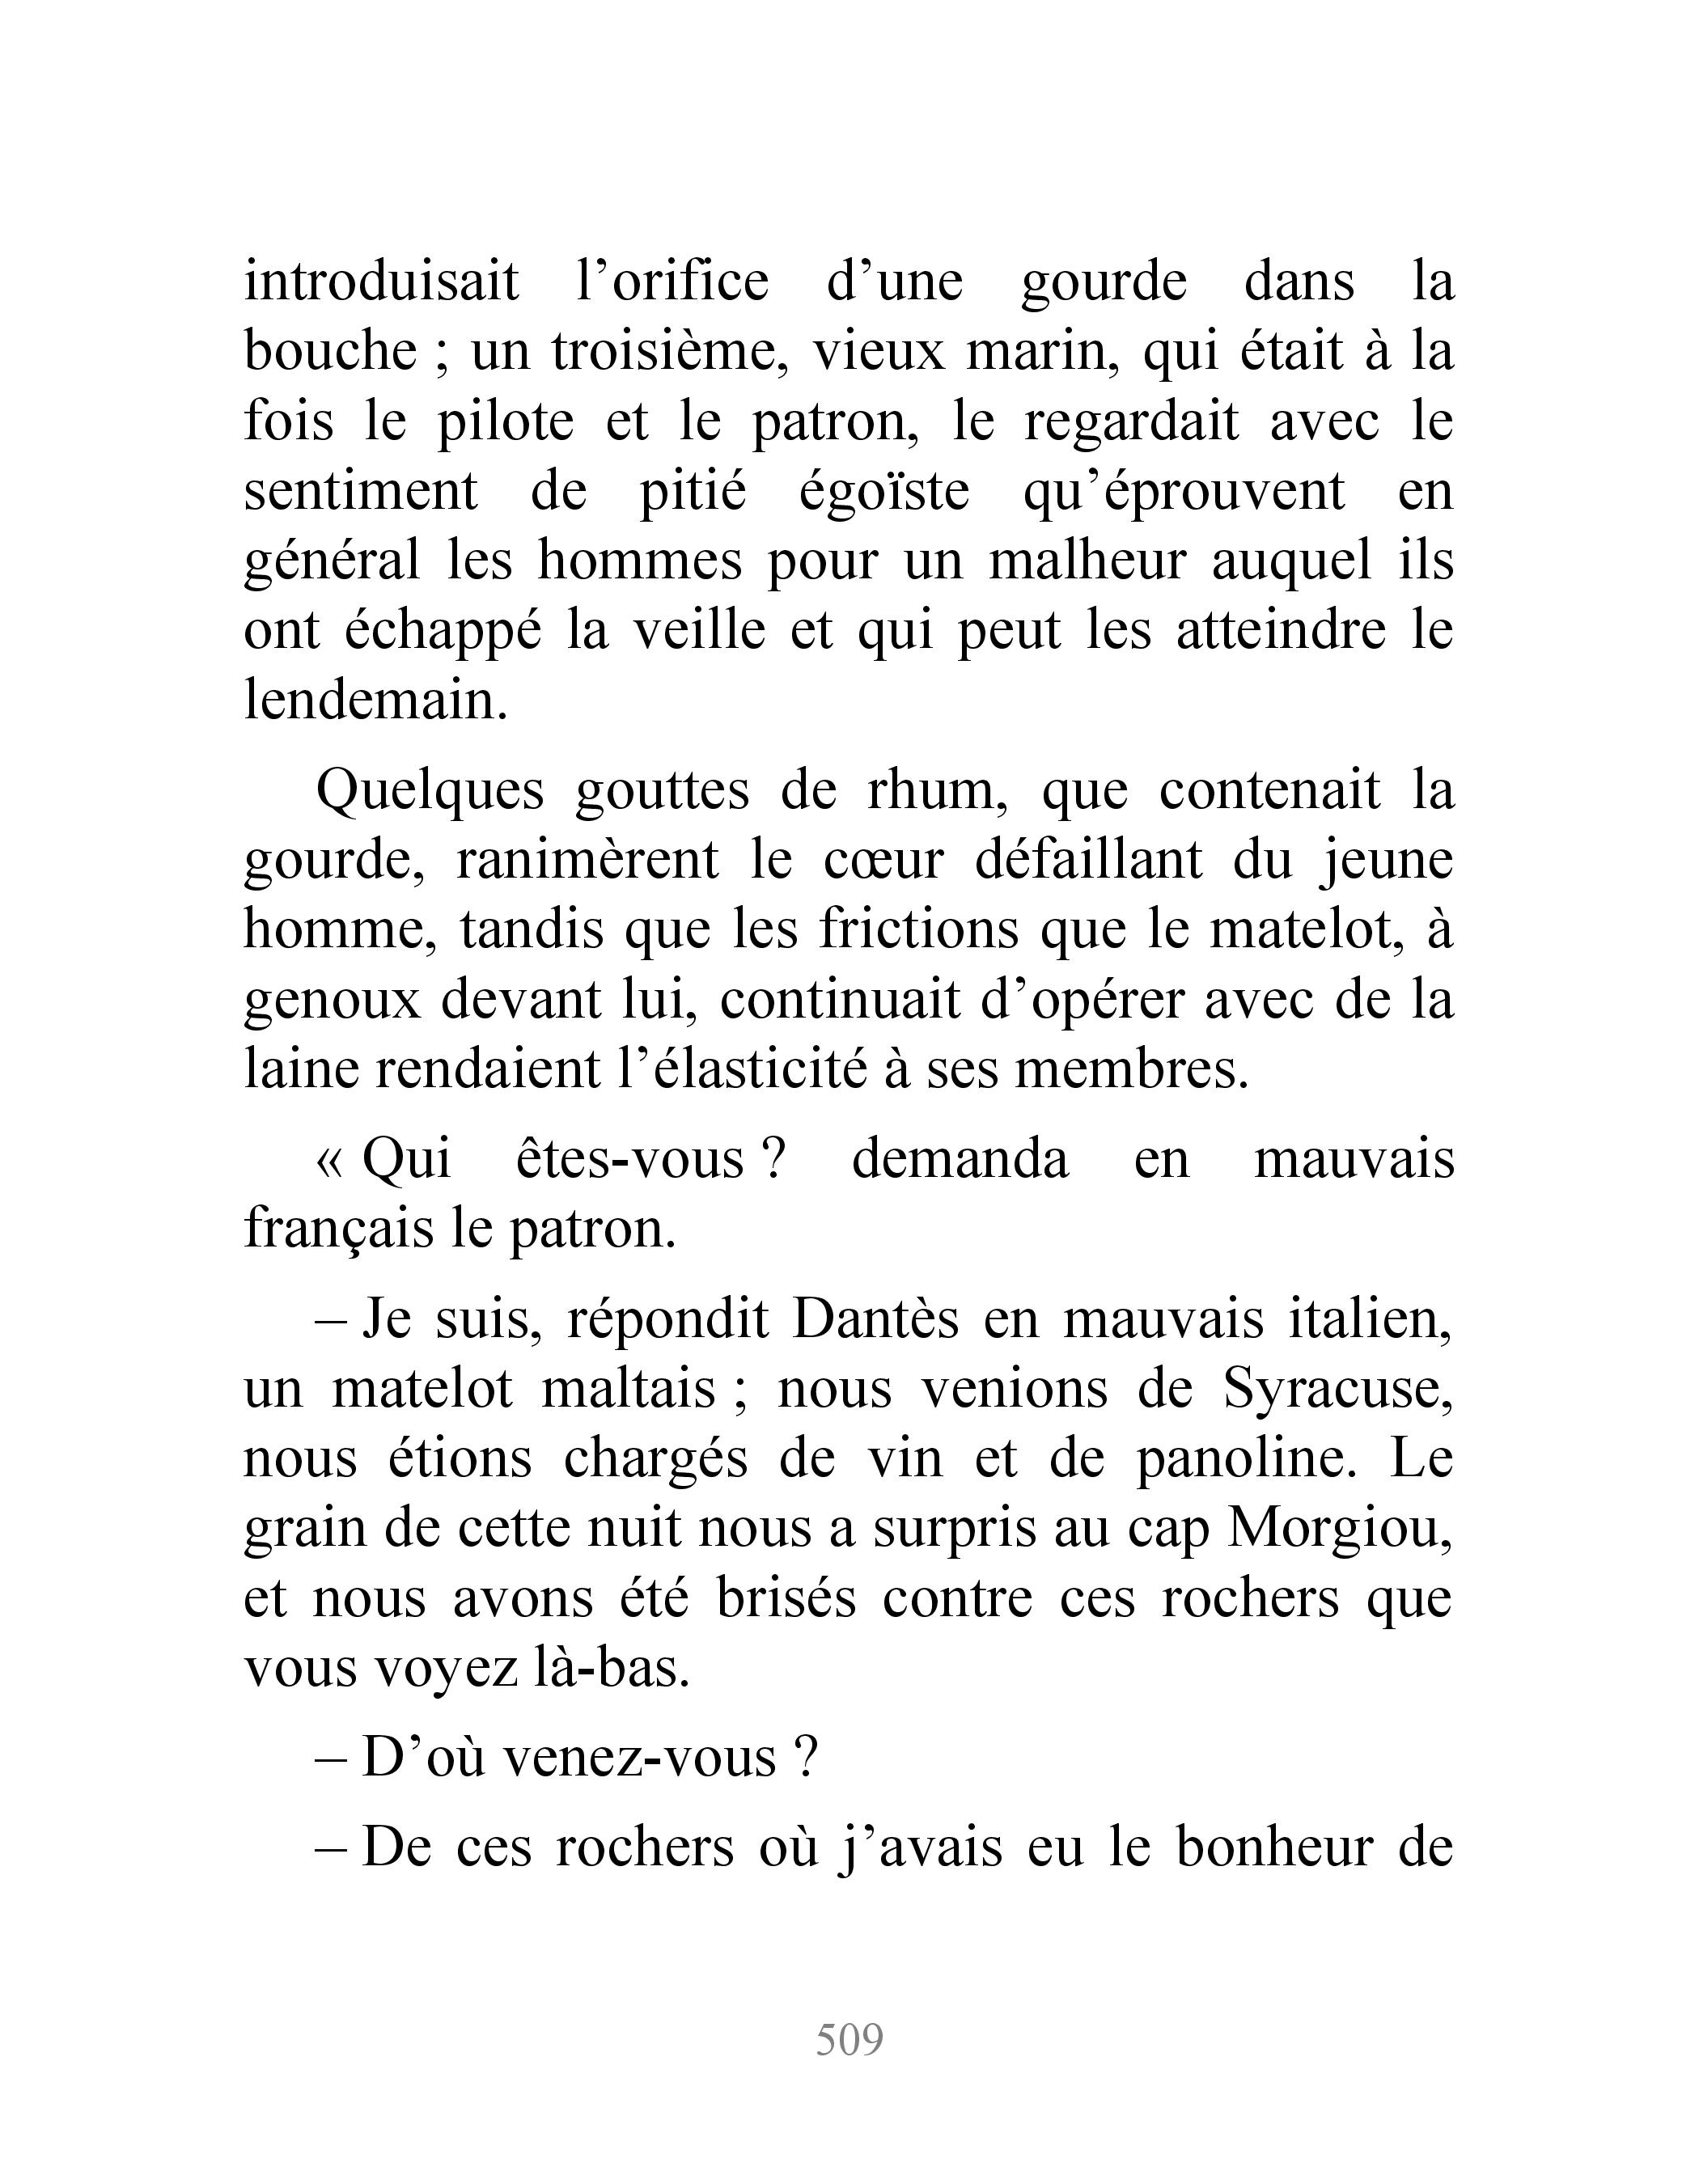 introduisait l’orifice d’une gourde dans la
bouche ; un troisième, vieux marin, qui était à la
fois le pilote et le patron, le regardait avec le
sentiment de pitié égoïste qu’éprouvent en
général les hommes pour un malheur auquel ils
ont échappé la veille et qui peut les atteindre le
lendemain.
Quelques gouttes de rhum, que contenait la
gourde, ranimèrent le cœur défaillant du jeune
homme, tandis que les frictions que le matelot, à
genoux devant lui, continuait d’opérer avec de la
laine rendaient l’élasticité à ses membres.
« Qui êtes-vous ? demanda en mauvais
français le patron.
– Je suis, répondit Dantès en mauvais italien,
un matelot maltais ; nous venions de Syracuse,
nous étions chargés de vin et de panoline. Le
grain de cette nuit nous a surpris au cap Morgiou,
et nous avons été brisés contre ces rochers que
vous voyez là-bas.
– D’où venez-vous ?
– De ces rochers où j’avais eu le bonheur de
509